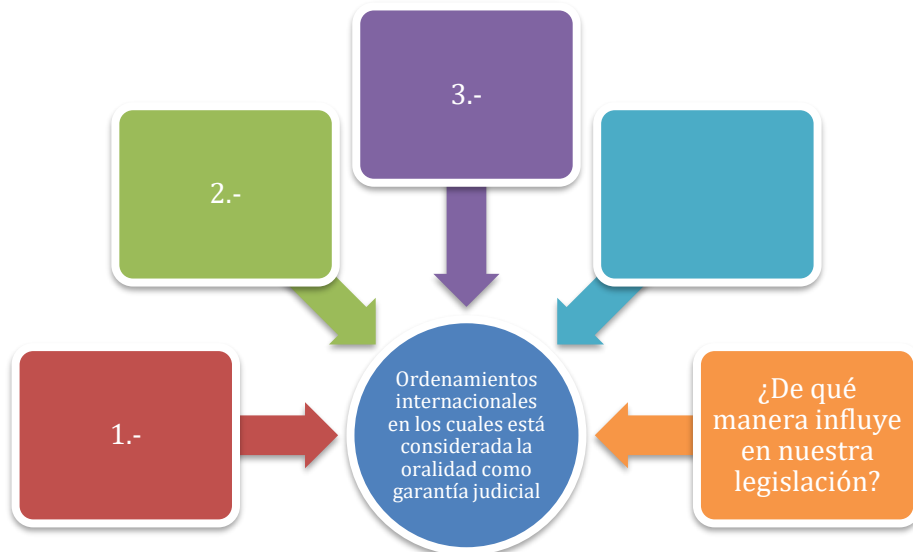 3.-
2.-
1.-
Ordenamientos
internacionales
en los cuales está
considerada la
oralidad como
garantía judicial
¿De qué
manera influye
en nuestra
legislación?